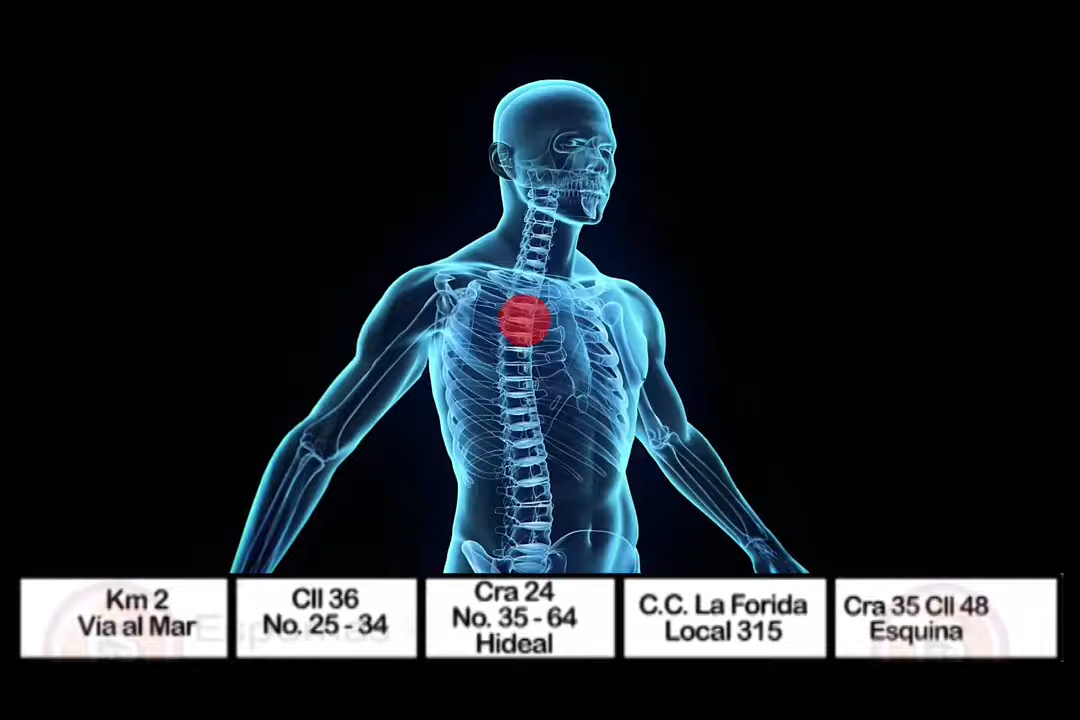 Km 2
Via al Mar
Cll 36
No. 25 - 34
Cra 24
No. 35 - 64
Hideal
C.C. La Forida
Local 315
Cra 35 Cll 48
Esquina